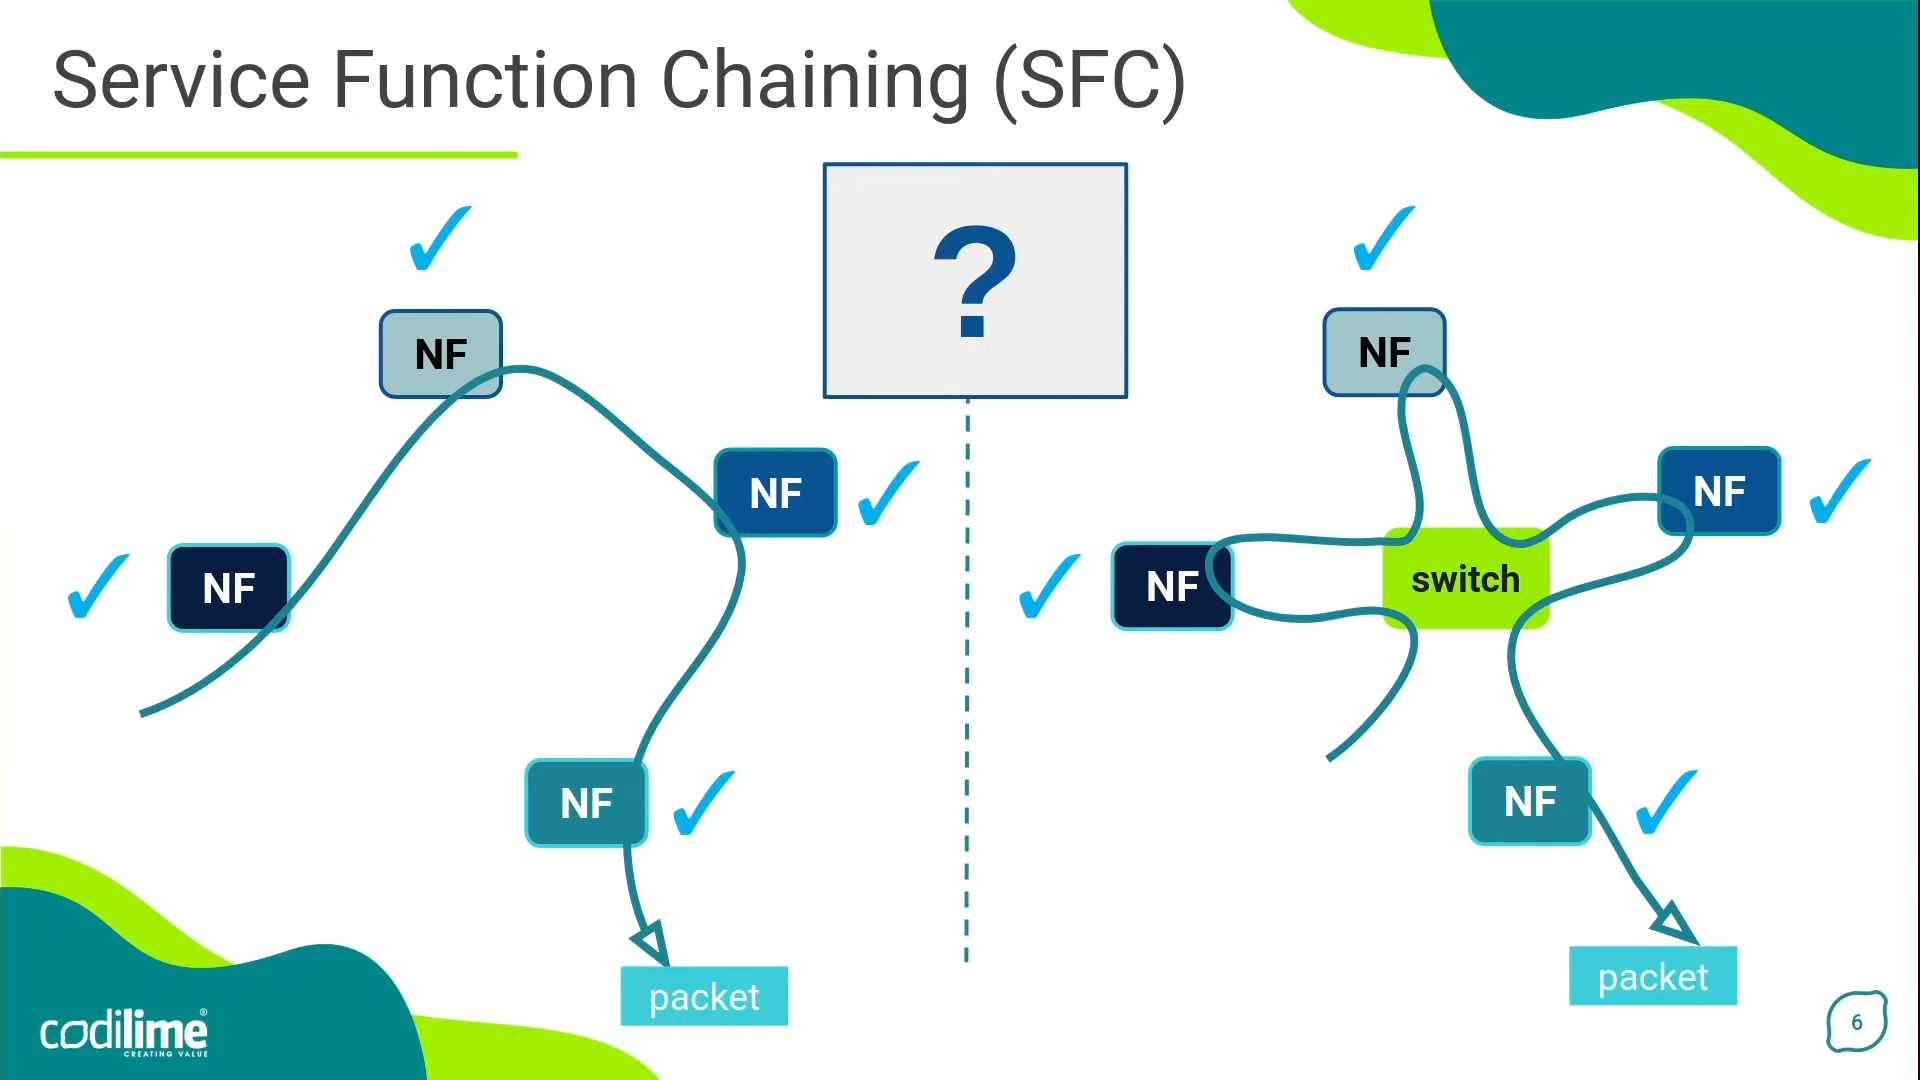 Service Function Chaining (SFC)
?
NF
NF
NF
NF
packet
NF
NF
NF
switch
NF
packet
codilime®
CREATING VALUE
6